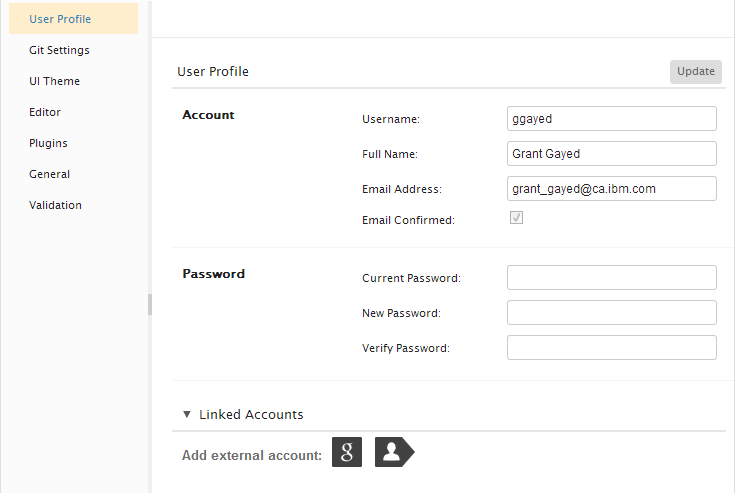 User Profile
Git Settings
UI Theme
Editor
Plugins
General
Validation
User Profile
Update
Account
Username:
ggayed
Full Name:
Grant Gayed
Email Address:
grant_gayed@ca.ibm.com
Email Confirmed:
Password
Current Password:
New Password:
Verify Password:
Linked Accounts
Add external account:
g